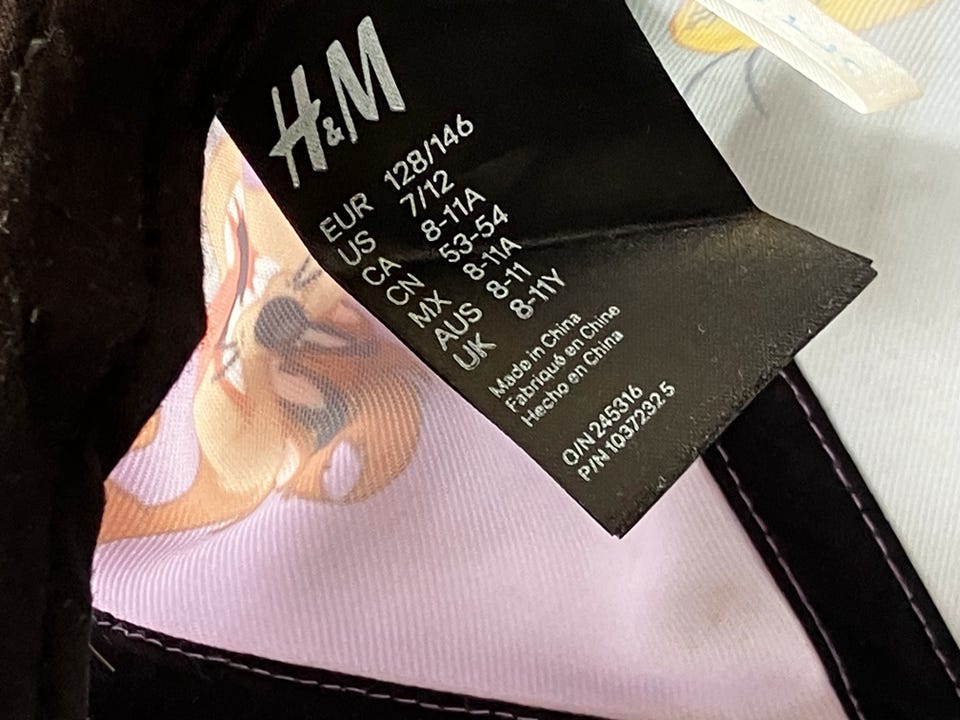 H&M
EUR 128/146
US 7/12
CA 8-11A
CN 53-54
MX 8-11A
AUS 8-11
UK 8-11Y
Made in China
Fabriqué en Chine
Hecho en China
O/N 245316
P/N 10372325